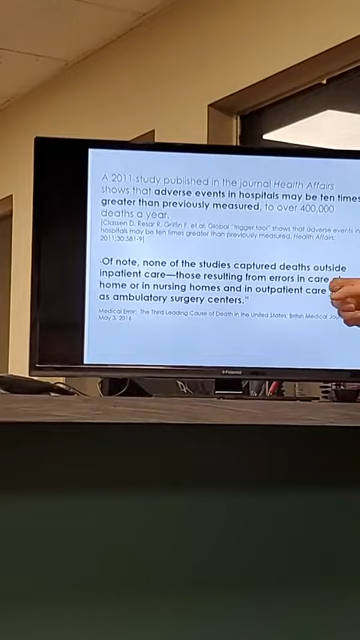 A 2011 study published in the journal Health Affairs
shows that adverse events in hospitals may be ten times
greater than previously measured, to over 400,000
deaths a year.
[Classen D, Resar R, Griffin F, et al. Global "trigger tool" shows that adverse events in
hospitals may be ten times greater than previously measured. Health Affairs
2011;30:581-9]
Of note, none of the studies captured deaths outside
inpatient care—those resulting from errors in care
home or in nursing homes and in outpatient care
as ambulatory surgery centers."
Medical Error: The Third Leading Cause of Death in the United States; British Medical
May 3, 2016
Polaroid